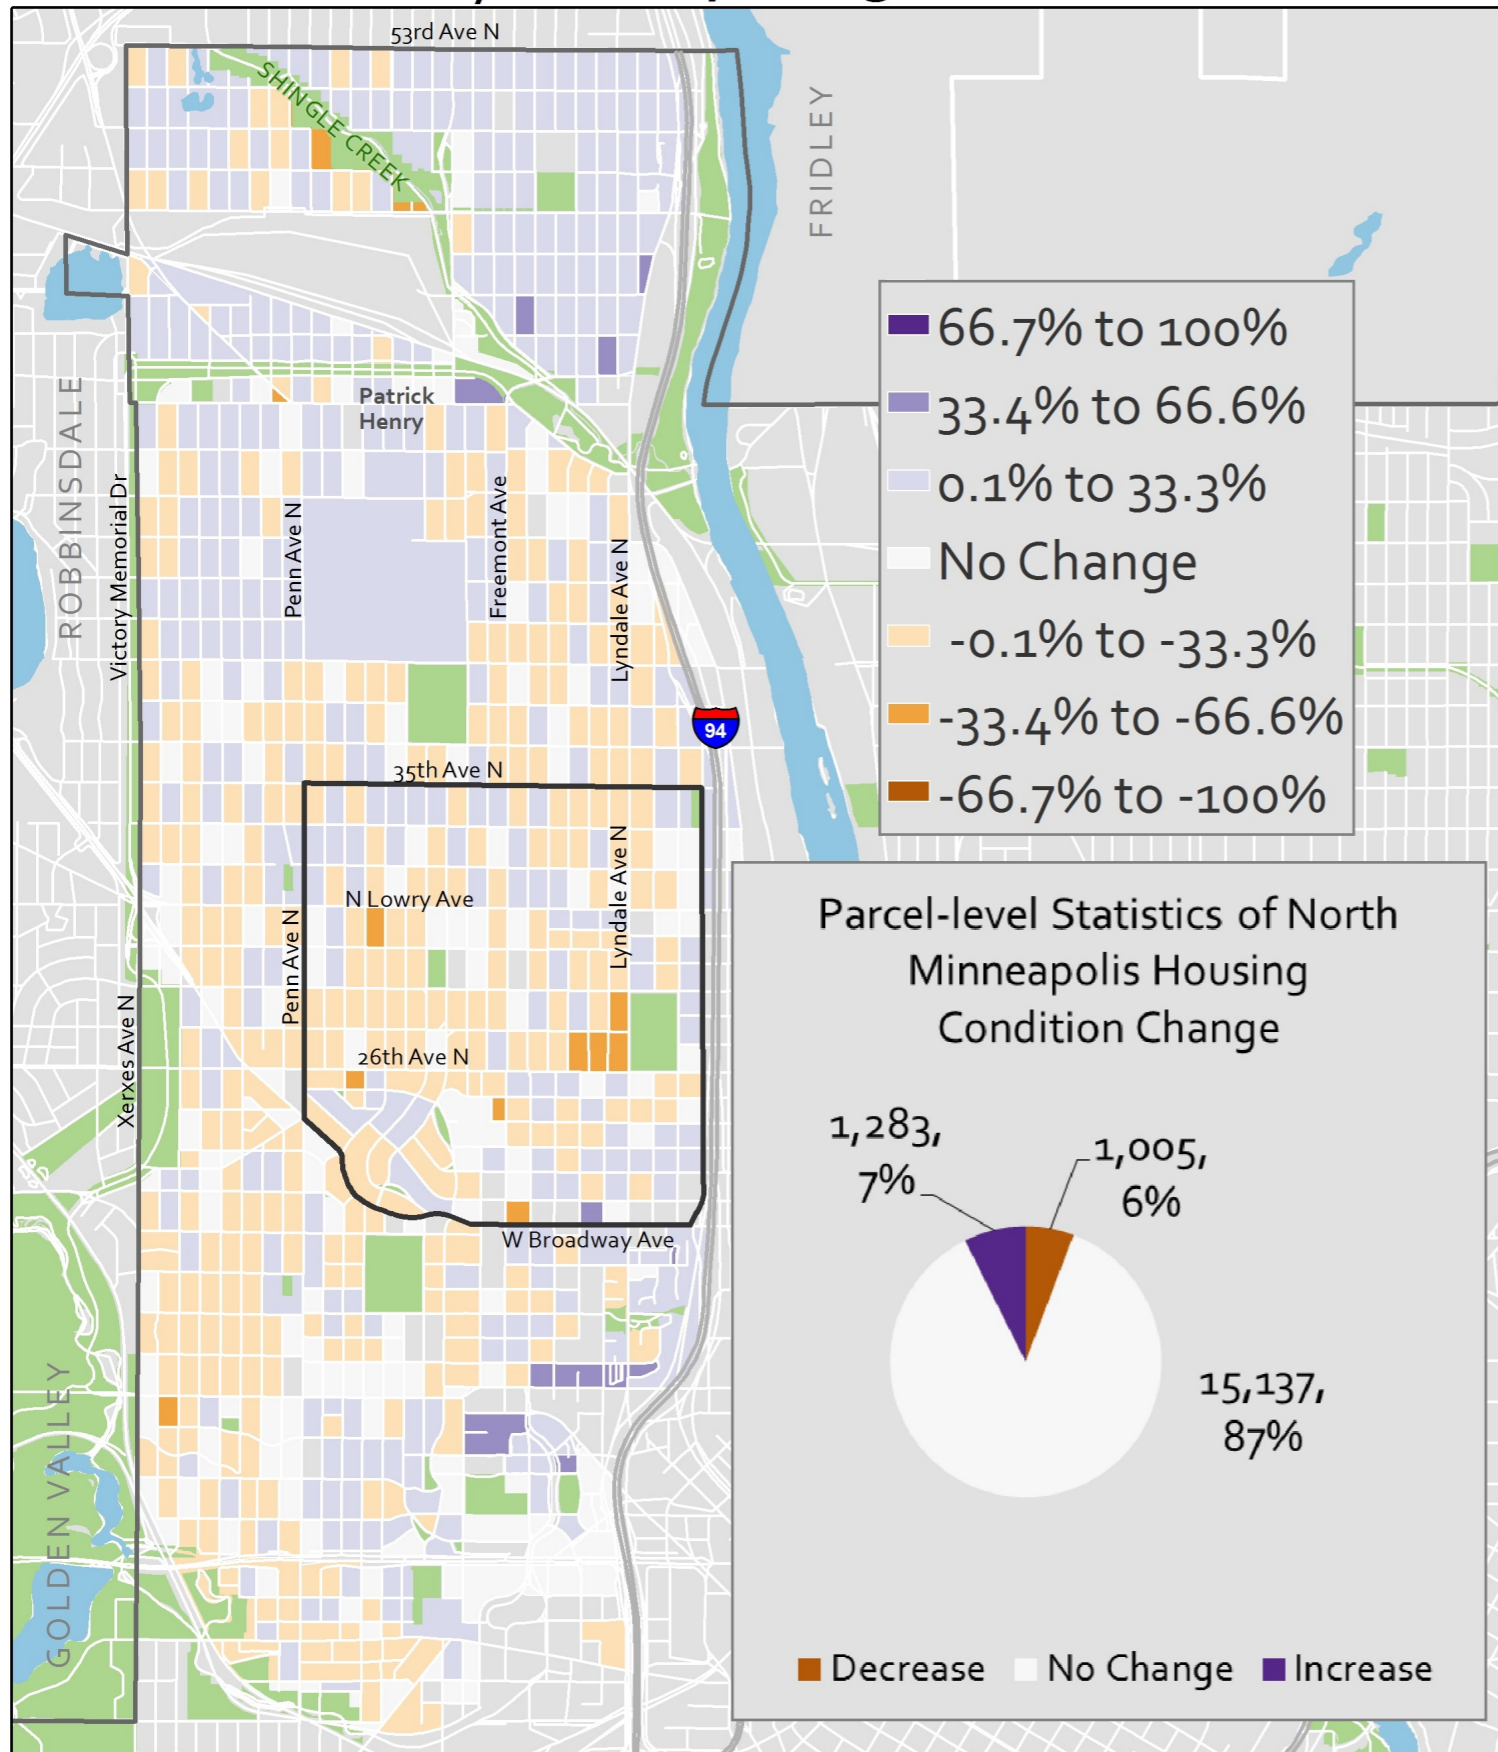 53rd Ave N
SHINGLE CREEK
FRIDLEY
66.7% to 100%
33.4% to 66.6%
0.1% to 33.3%
No Change
-0.1% to -33.3%
-33.4% to -66.6%
-66.7% to -100%
ROBBINSDALE
Patrick
Henry
Victory Memorial Dr
Penn Ave N
Fremont Ave
Lyndale Ave N
94
35th Ave N
N Lowry Ave
Lyndale Ave N
Penn Ave N
Xerxes Ave N
26th Ave N
W Broadway Ave
GOLDEN VALLEY
Parcel-level Statistics of North
Minneapolis Housing
Condition Change
1,283,
7%
1,005,
6%
15,137,
87%
Decrease
No Change
Increase